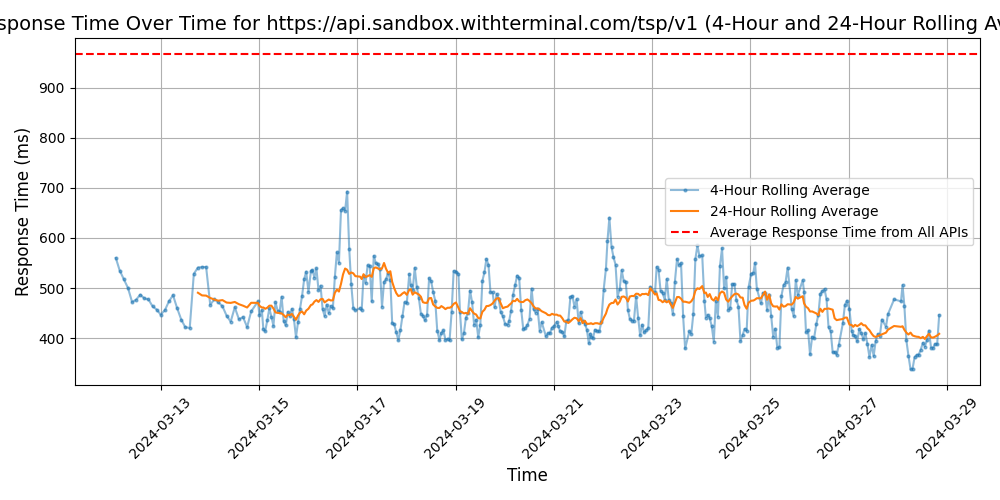 sponse Time Over Time for https://api.sandbox.withterminal.com/tsp/v1 (4-Hour and 24-Hour Rolling Av
Response Time (ms)
900
800
700
600
500
400
4-Hour Rolling Average
24-Hour Rolling Average
Average Response Time from All APIs
2024-03-13
2024-03-15
2024-03-17
2024-03-19
2024-03-21
2024-03-23
2024-03-25
2024-03-27
2024-03-29
Time